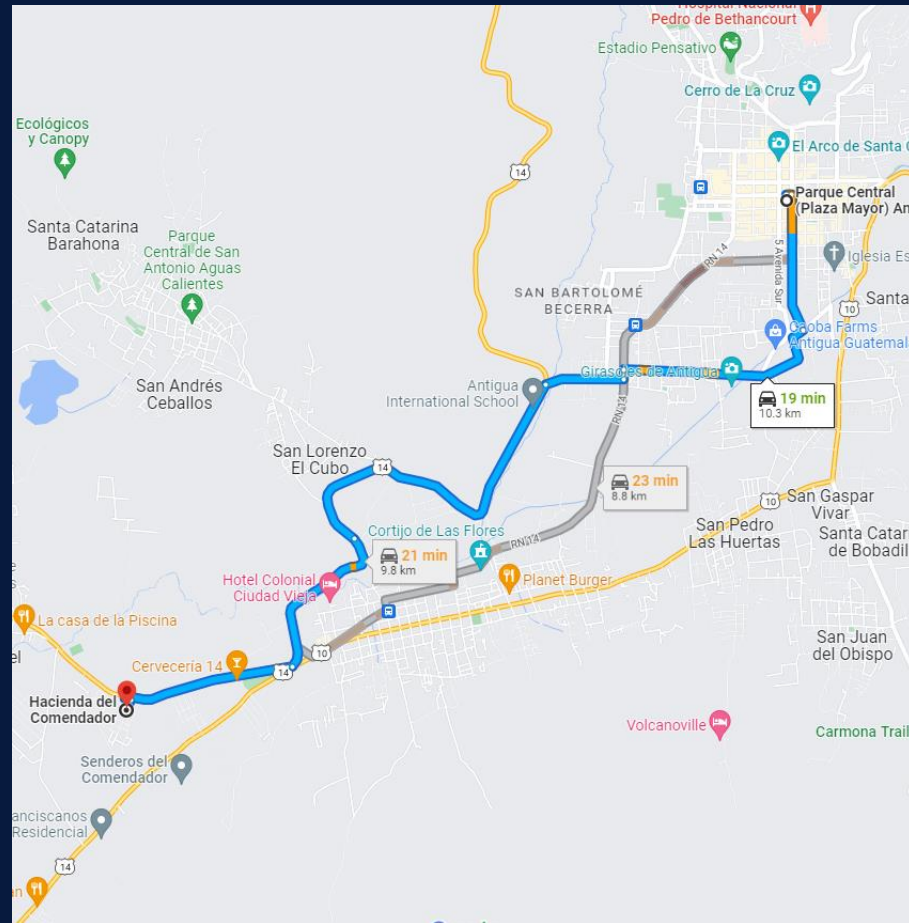 Hospital Nacional
Pedro de Bethancourt
Estadio Pensativo
Cerro de La Cruz
Ecológicos
y Canopy
El Arco de Santa C
14
Parque Central
(Plaza Mayor) An
Santa Catarina
Barahona
Parque
Central de San
Antonio Aguas
Calientes
RN 14
5 Avenida Sur
Iglesia Es
SAN BARTOLOMÉ
BECERRA
Santa
10
Caoba Farms
Antigua Guatemala
Girasoles de Antigua
San Andrés
Ceballos
Antigua
International School
19 min
10.3 km
RN 14
San Lorenzo
El Cubo
14
23 min
8.8 km
10
San Gaspar
Vivar
San Pedro
Las Huertas
Santa Catar
de Bobadil
Cortijo de Las Flores
RN 14
21 min
9.8 km
Hotel Colonial
Ciudad Vieja
Planet Burger
La casa de la Piscina
el
San Juan
del Obispo
10
Cervecería 14
14
Hacienda del
Comendador
Volcanoville
Carmona Trail
Senderos del
Comendador
anciscanos
Residencial
14
an